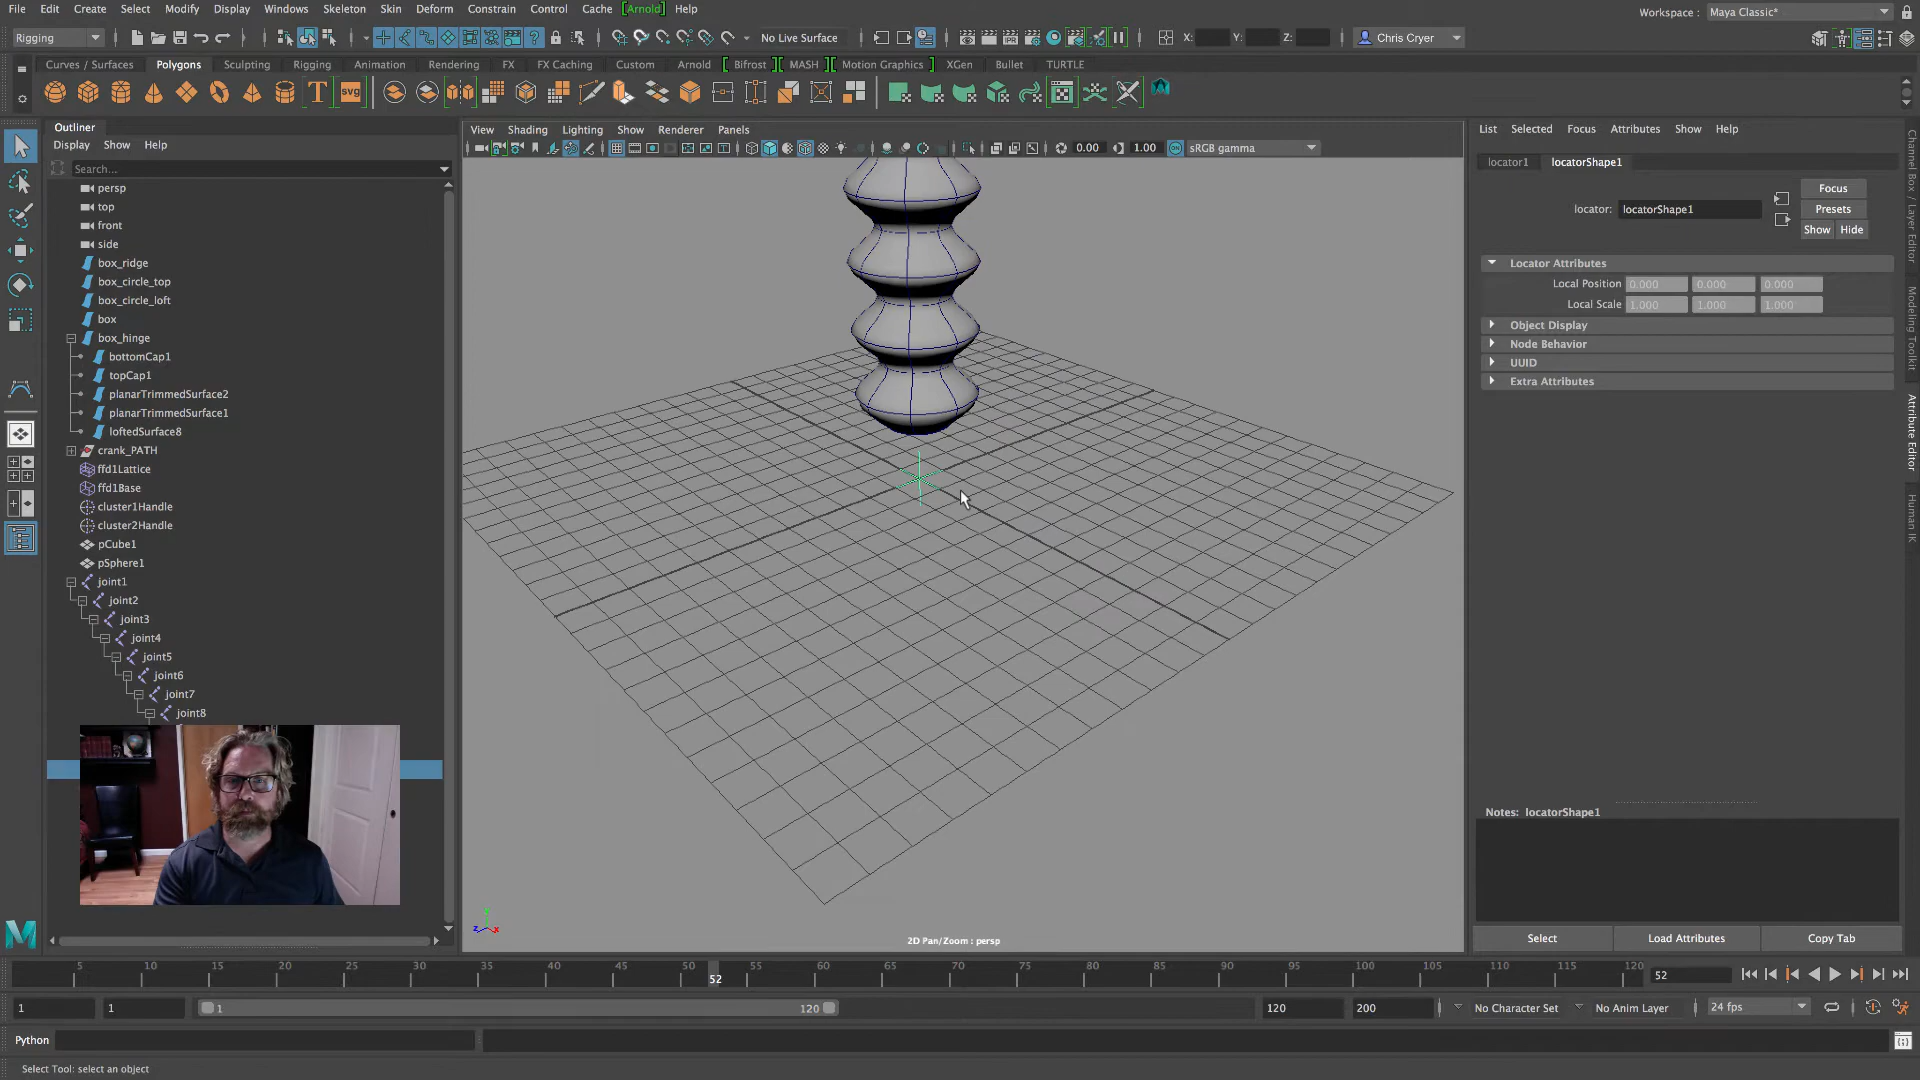 File Edit Create Select Modify Display Windows Skeleton Skin Deform Constrain Control Cache [Arnold] Help
Workspace : Maya Classic*
Rigging No Live Surface X: Y: Z: Chris Cryer
Curves / Surfaces Polygons Sculpting Rigging Animation Rendering FX FX Caching Custom Arnold Bifrost MASH Motion Graphics XGen Bullet TURTLE
T svg
Outliner
Display Show Help
Search...
persp
top
front
side
box_ridge
box_circle_top
box_circle_loft
box
box_hinge
bottomCap1
topCap1
planarTrimmedSurface2
planarTrimmedSurface1
loftedSurface8
crank_PATH
ffd1Lattice
ffd1Base
cluster1Handle
cluster2Handle
pCube1
pSphere1
joint1
joint2
joint3
joint4
joint5
joint6
joint7
joint8
View Shading Lighting Show Renderer Panels
0.00 1.00 ON sRGB gamma
2D Pan/Zoom : persp
z x
List Selected Focus Attributes Show Help
locator1 locatorShape1
Focus
locator: locatorShape1 Presets
Show Hide
Locator Attributes
Local Position 0.000 0.000 0.000
Local Scale 1.000 1.000 1.000
Object Display
Node Behavior
UUID
Extra Attributes
Notes: locatorShape1
Select Load Attributes Copy Tab
Channel Box / Layer Editor
Modeling Toolkit
Attribute Editor
Human IK
5 10 15 20 25 30 35 40 45 50 55 60 65 70 75 80 85 90 95 100 105 110 115 120
52 52
1 1 1 120 120 200 No Character Set No Anim Layer 24 fps
Python
Select Tool: select an object